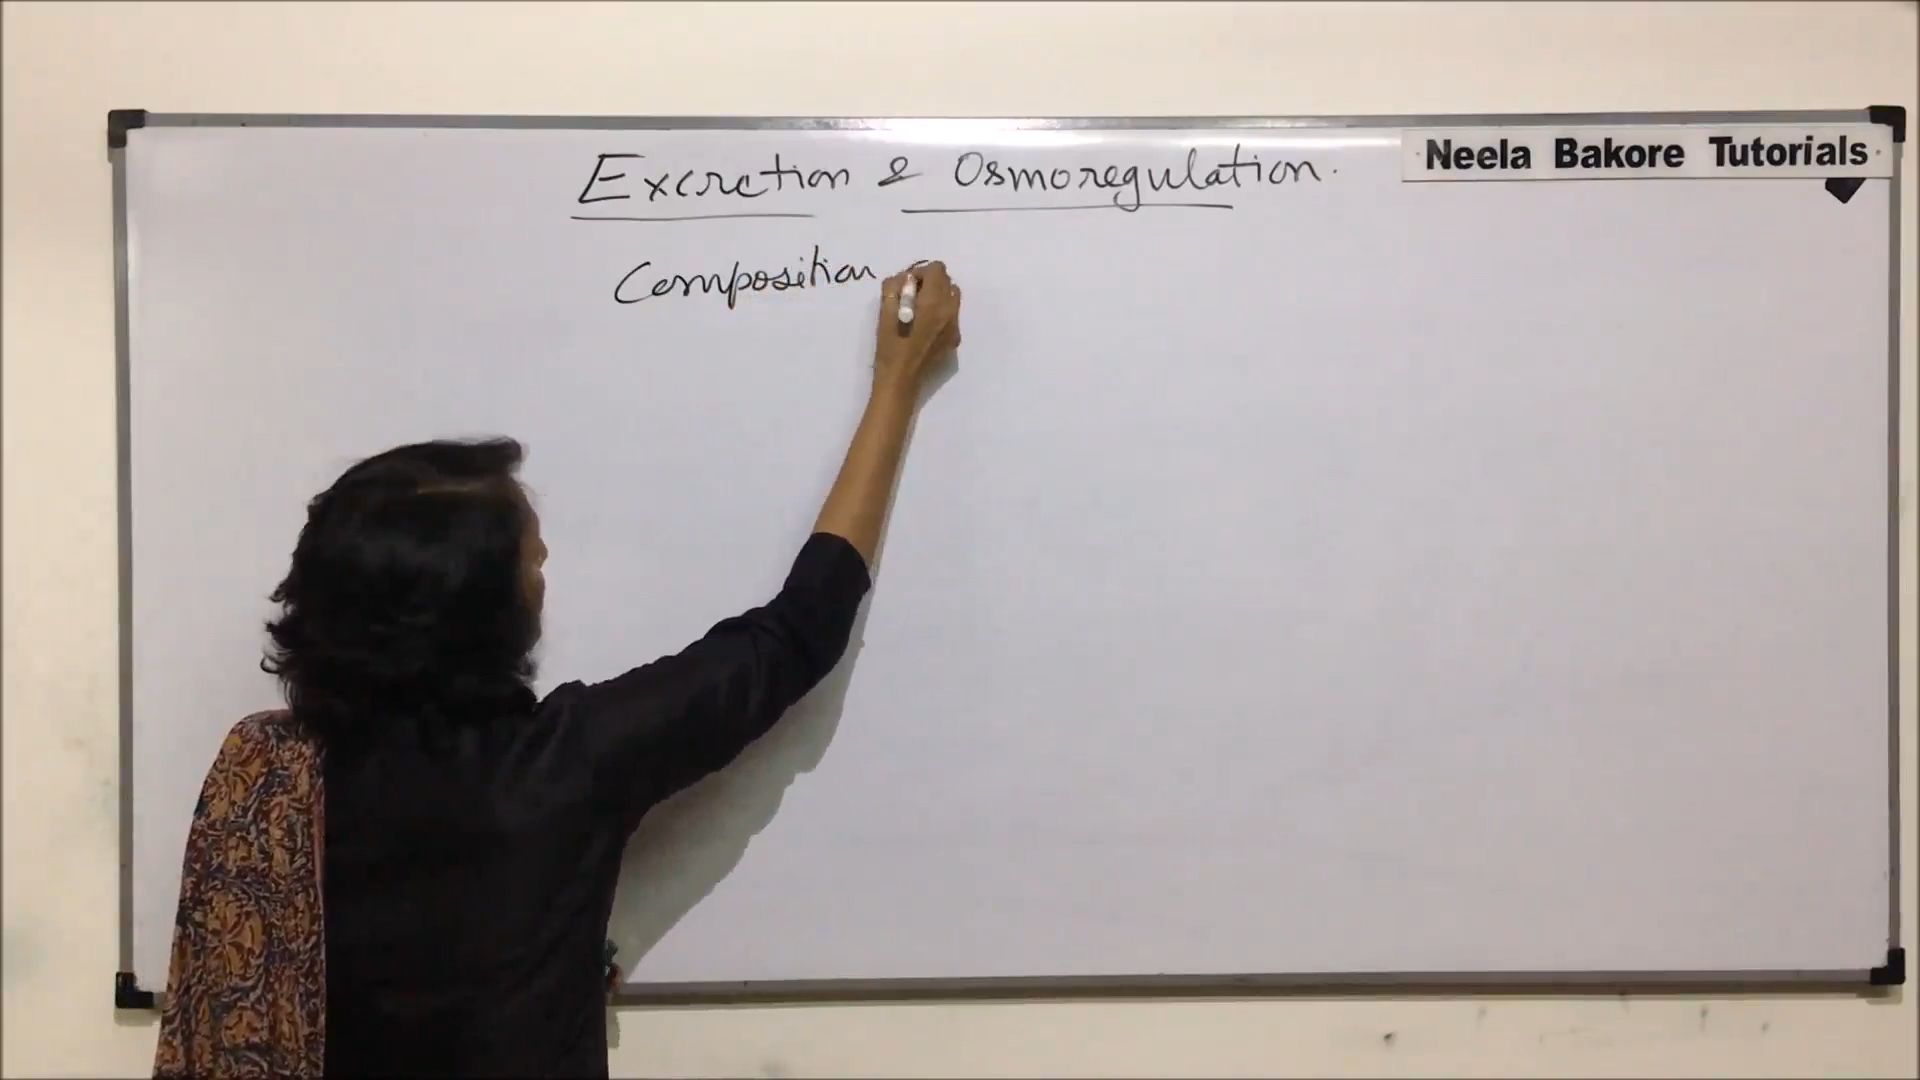 Neela Bakore Tutorials
Excretion & Osmoregulation.
Composition